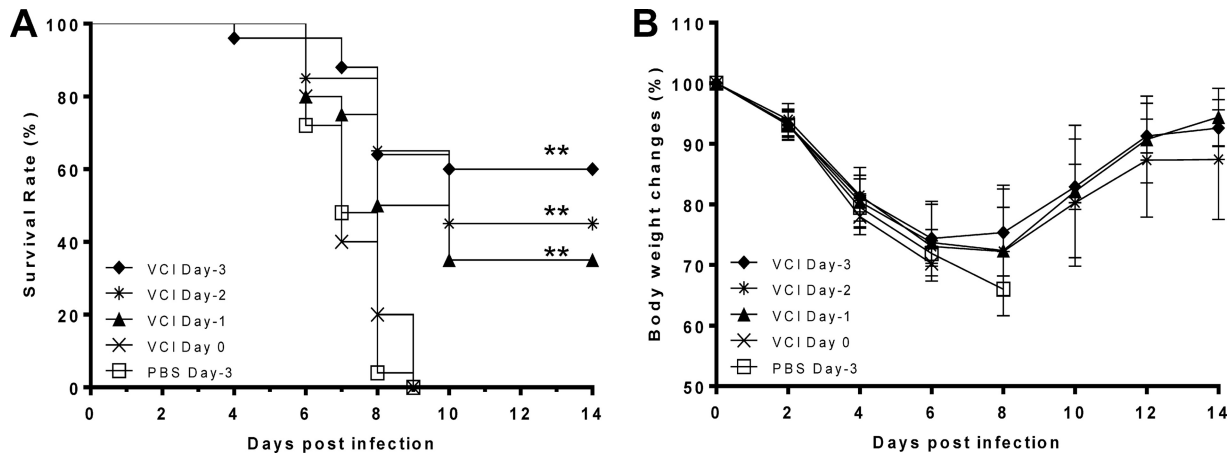 A
Survival Rate (%)
100
80
60
40
20
0
**
**
**
VCI Day-3
VCI Day-2
VCI Day-1
VCI Day 0
PBS Day-3
0 2 4 6 8 10 12 14
Days post infection
B
Body weight changes (%)
110
100
90
80
70
60
50
VCI Day-3
VCI Day-2
VCI Day-1
VCI Day 0
PBS Day-3
0 2 4 6 8 10 12 14
Days post infection